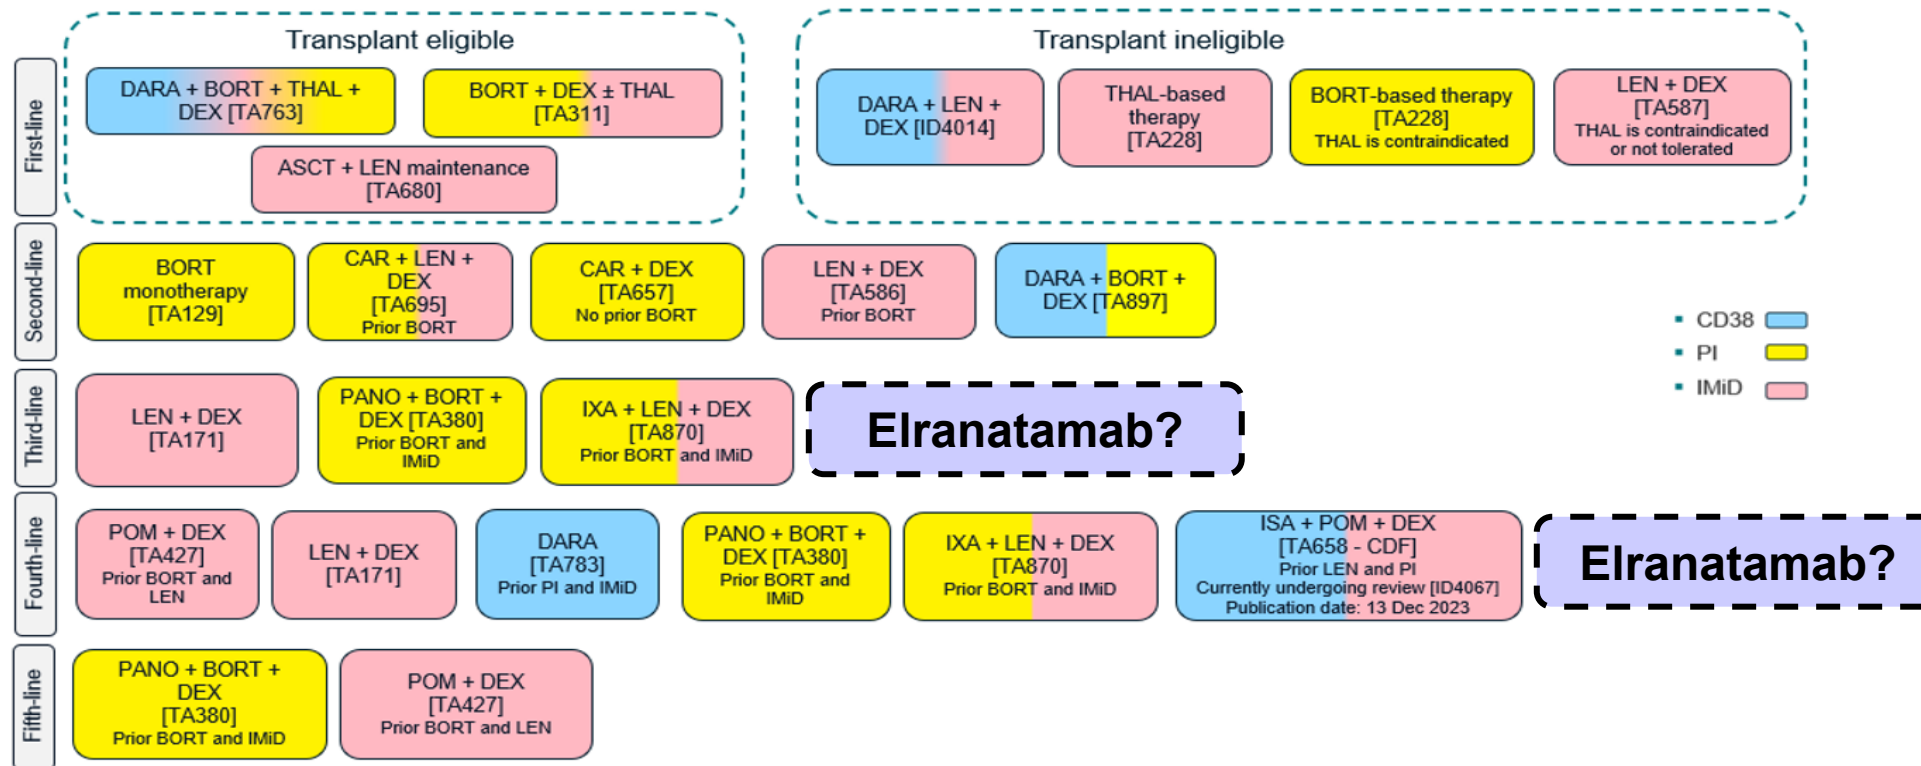 Transplant eligible
Transplant ineligible
First-line
DARA + BORT + THAL +
DEX [TA763]
BORT + DEX ± THAL
[TA311]
ASCT + LEN maintenance
[TA680]
DARA + LEN +
DEX [ID4014]
THAL-based
therapy
[TA228]
BORT-based therapy
[TA228]
THAL is contraindicated
LEN + DEX
[TA587]
THAL is contraindicated
or not tolerated
Second-line
BORT
monotherapy
[TA129]
CAR + LEN +
DEX
[TA695]
Prior BORT
CAR + DEX
[TA657]
No prior BORT
LEN + DEX
[TA586]
Prior BORT
DARA + BORT +
DEX [TA897]
CD38
PI
IMiD
Third-line
LEN + DEX
[TA171]
PANO + BORT +
DEX [TA380]
Prior BORT and
IMiD
IXA + LEN + DEX
[TA870]
Prior BORT and IMiD
Elranatamab?
Fourth-line
POM + DEX
[TA427]
Prior BORT and
LEN
LEN + DEX
[TA171]
DARA
[TA783]
Prior PI and IMiD
PANO + BORT +
DEX [TA380]
Prior BORT and
IMiD
IXA + LEN + DEX
[TA870]
Prior BORT and IMiD
ISA + POM + DEX
[TA658 - CDF]
Prior LEN and PI
Currently undergoing review [ID4067]
Publication date: 13 Dec 2023
Elranatamab?
Fifth-line
PANO + BORT +
DEX
[TA380]
Prior BORT and IMiD
POM + DEX
[TA427]
Prior BORT and LEN